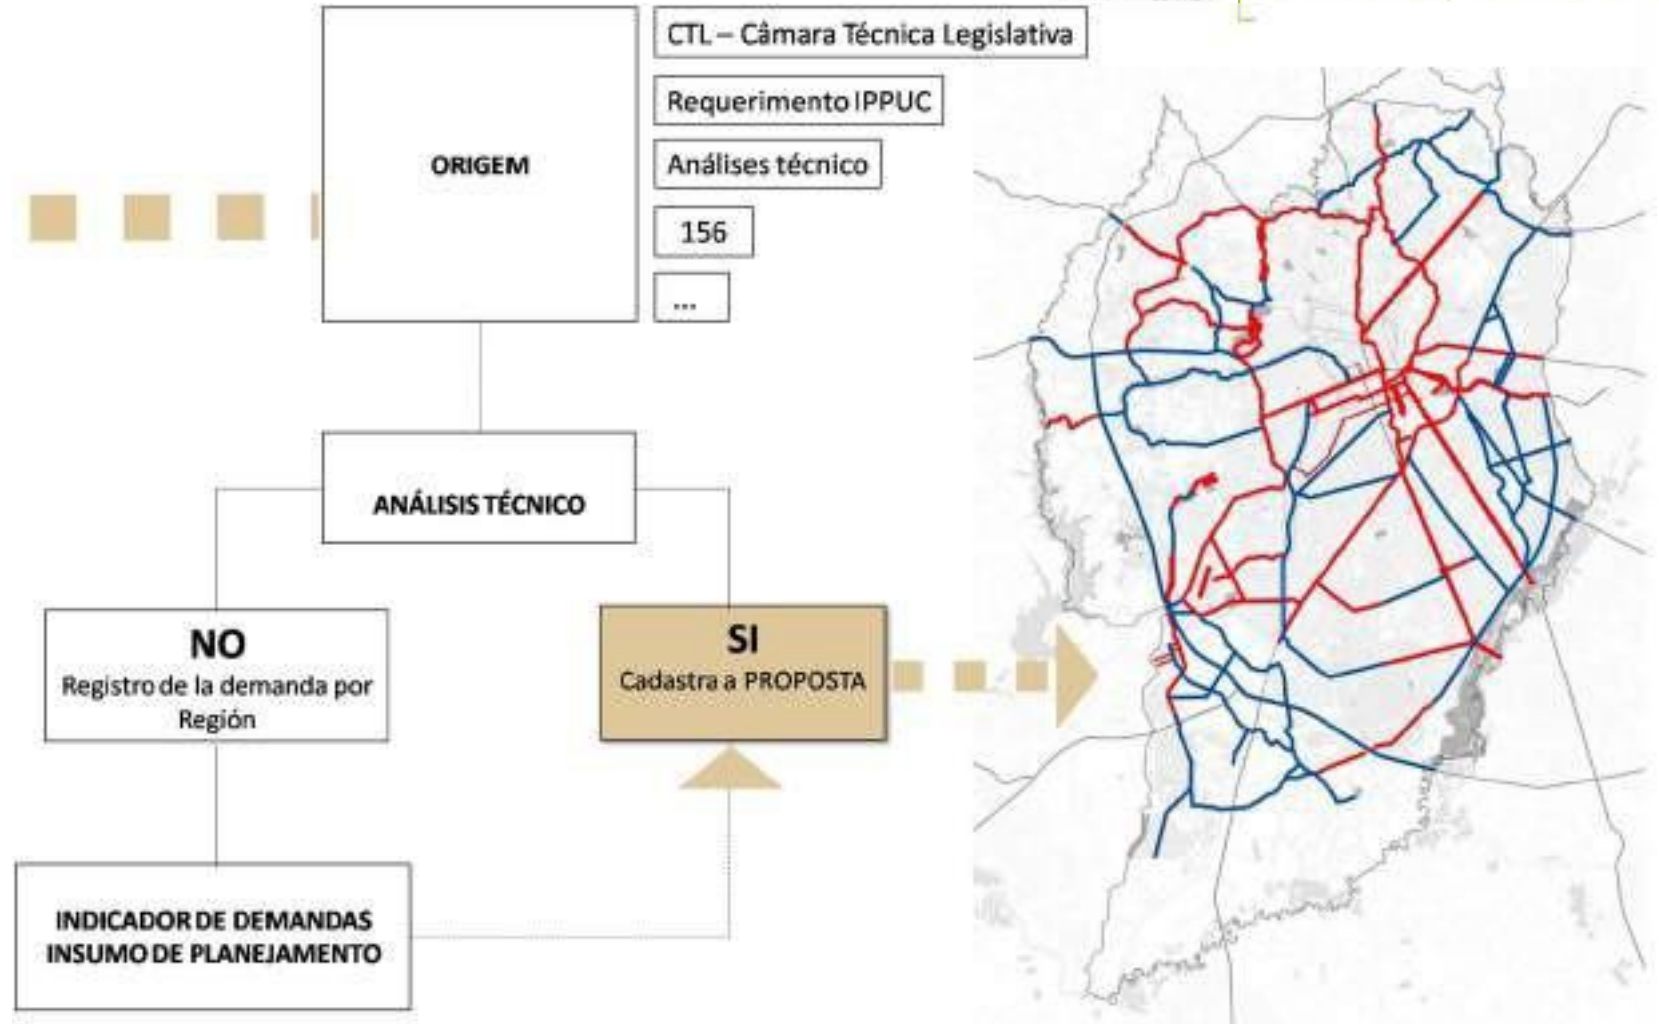 CTL – Câmara Técnica Legislativa
Requerimento IPPUC
ORIGEM
Análises técnico
156
...
ANÁLISIS TÉCNICO
NO
Registro de la demanda por
Región
SI
Cadastra a PROPOSTA
INDICADOR DE DEMANDAS
INSUMO DE PLANEJAMENTO